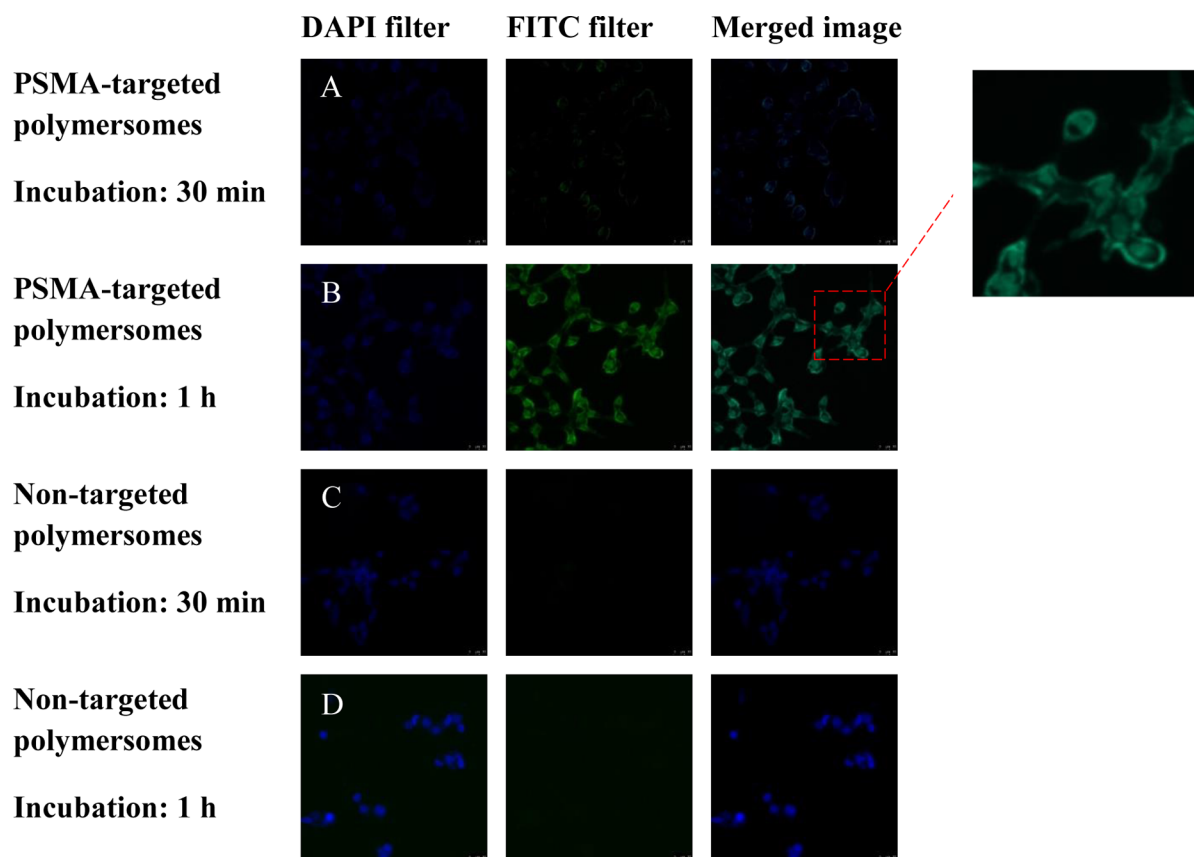 DAPI filter FITC filter Merged image
PSMA-targeted
polymersomes
Incubation: 30 min
A
PSMA-targeted
polymersomes
Incubation: 1 h
B
Non-targeted
polymersomes
Incubation: 30 min
C
Non-targeted
polymersomes
Incubation: 1 h
D